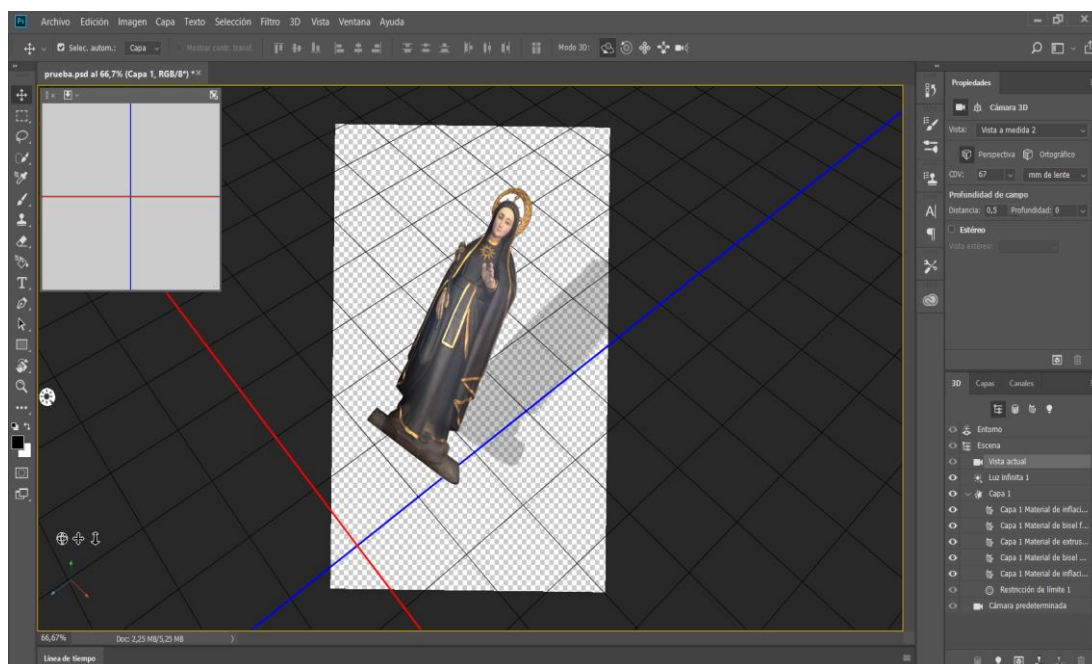 Ps Archivo Edición Imagen Capa Texto Selección Filtro 3D Vista Ventana Ayuda
Selec. autom.: Capa Mostrar contr. transf. Modo 3D:
prueba.psd al 66,7% (Capa 1, RGB/8*) *
Propiedades
Cámara 3D
Vista: Vista a medida 2
Perspectiva Ortográfico
CDV: 67 mm de lente
Profundidad de campo
Distancia: 0,5 Profundidad: 0
Estéreo
Vista estéreo:
3D Capas Canales
Entorno
Escena
Vista actual
Luz infinita 1
Capa 1
Capa 1 Material de inflaci...
Capa 1 Material de bisel f...
Capa 1 Material de extrus...
Capa 1 Material de bisel ...
Capa 1 Material de inflaci...
Restricción de límite 1
Cámara predeterminada
66,67% Doc: 2,25 MB/5,25 MB
Línea de tiempo